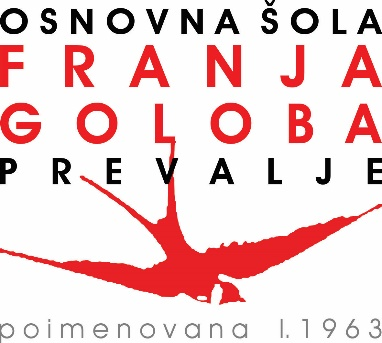 OSNOVNA ŠOLA
FRANJA
GOLOBA
PREVALJE
poimenovana l. 1963